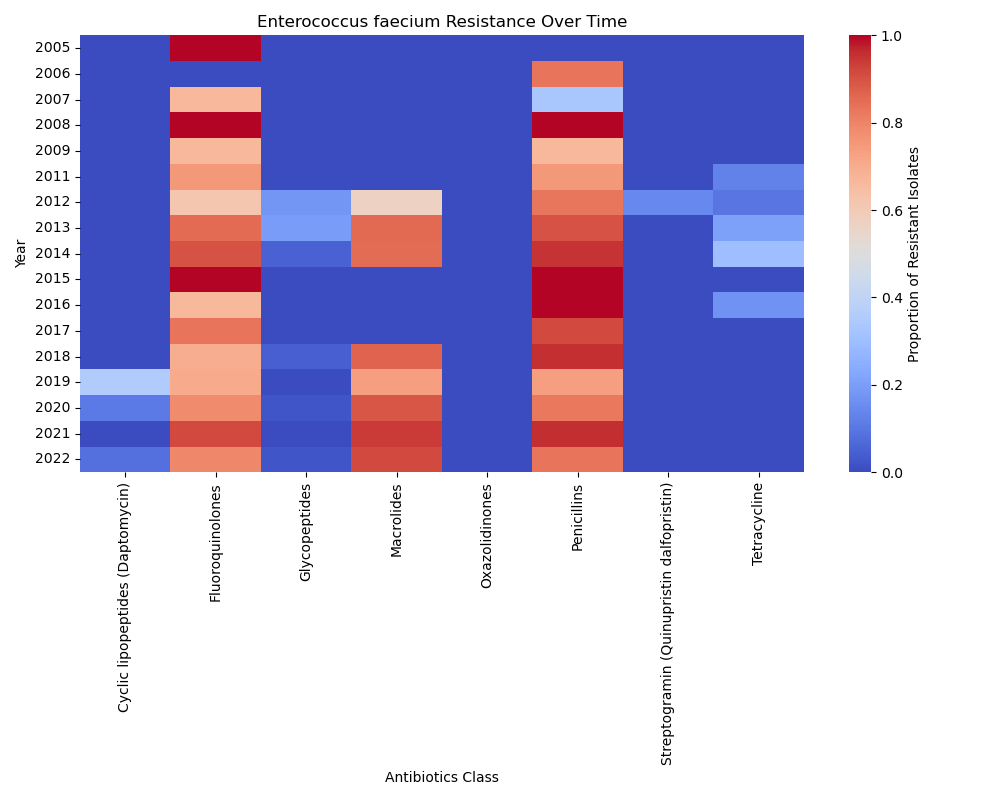 Enterococcus faecium Resistance Over Time
2005
2006
2007
2008
2009
2011
2012
2013
2014
2015
2016
2017
2018
2019
2020
2021
2022
Year
Cyclic lipopeptides (Daptomycin)
Fluoroquinolones
Glycopeptides
Macrolides
Oxazolidinones
Penicillins
Streptogramin (Quinupristin dalfopristin)
Tetracycline
Antibiotics Class
1.0
0.8
0.6
0.4
0.2
0.0
Proportion of Resistant Isolates